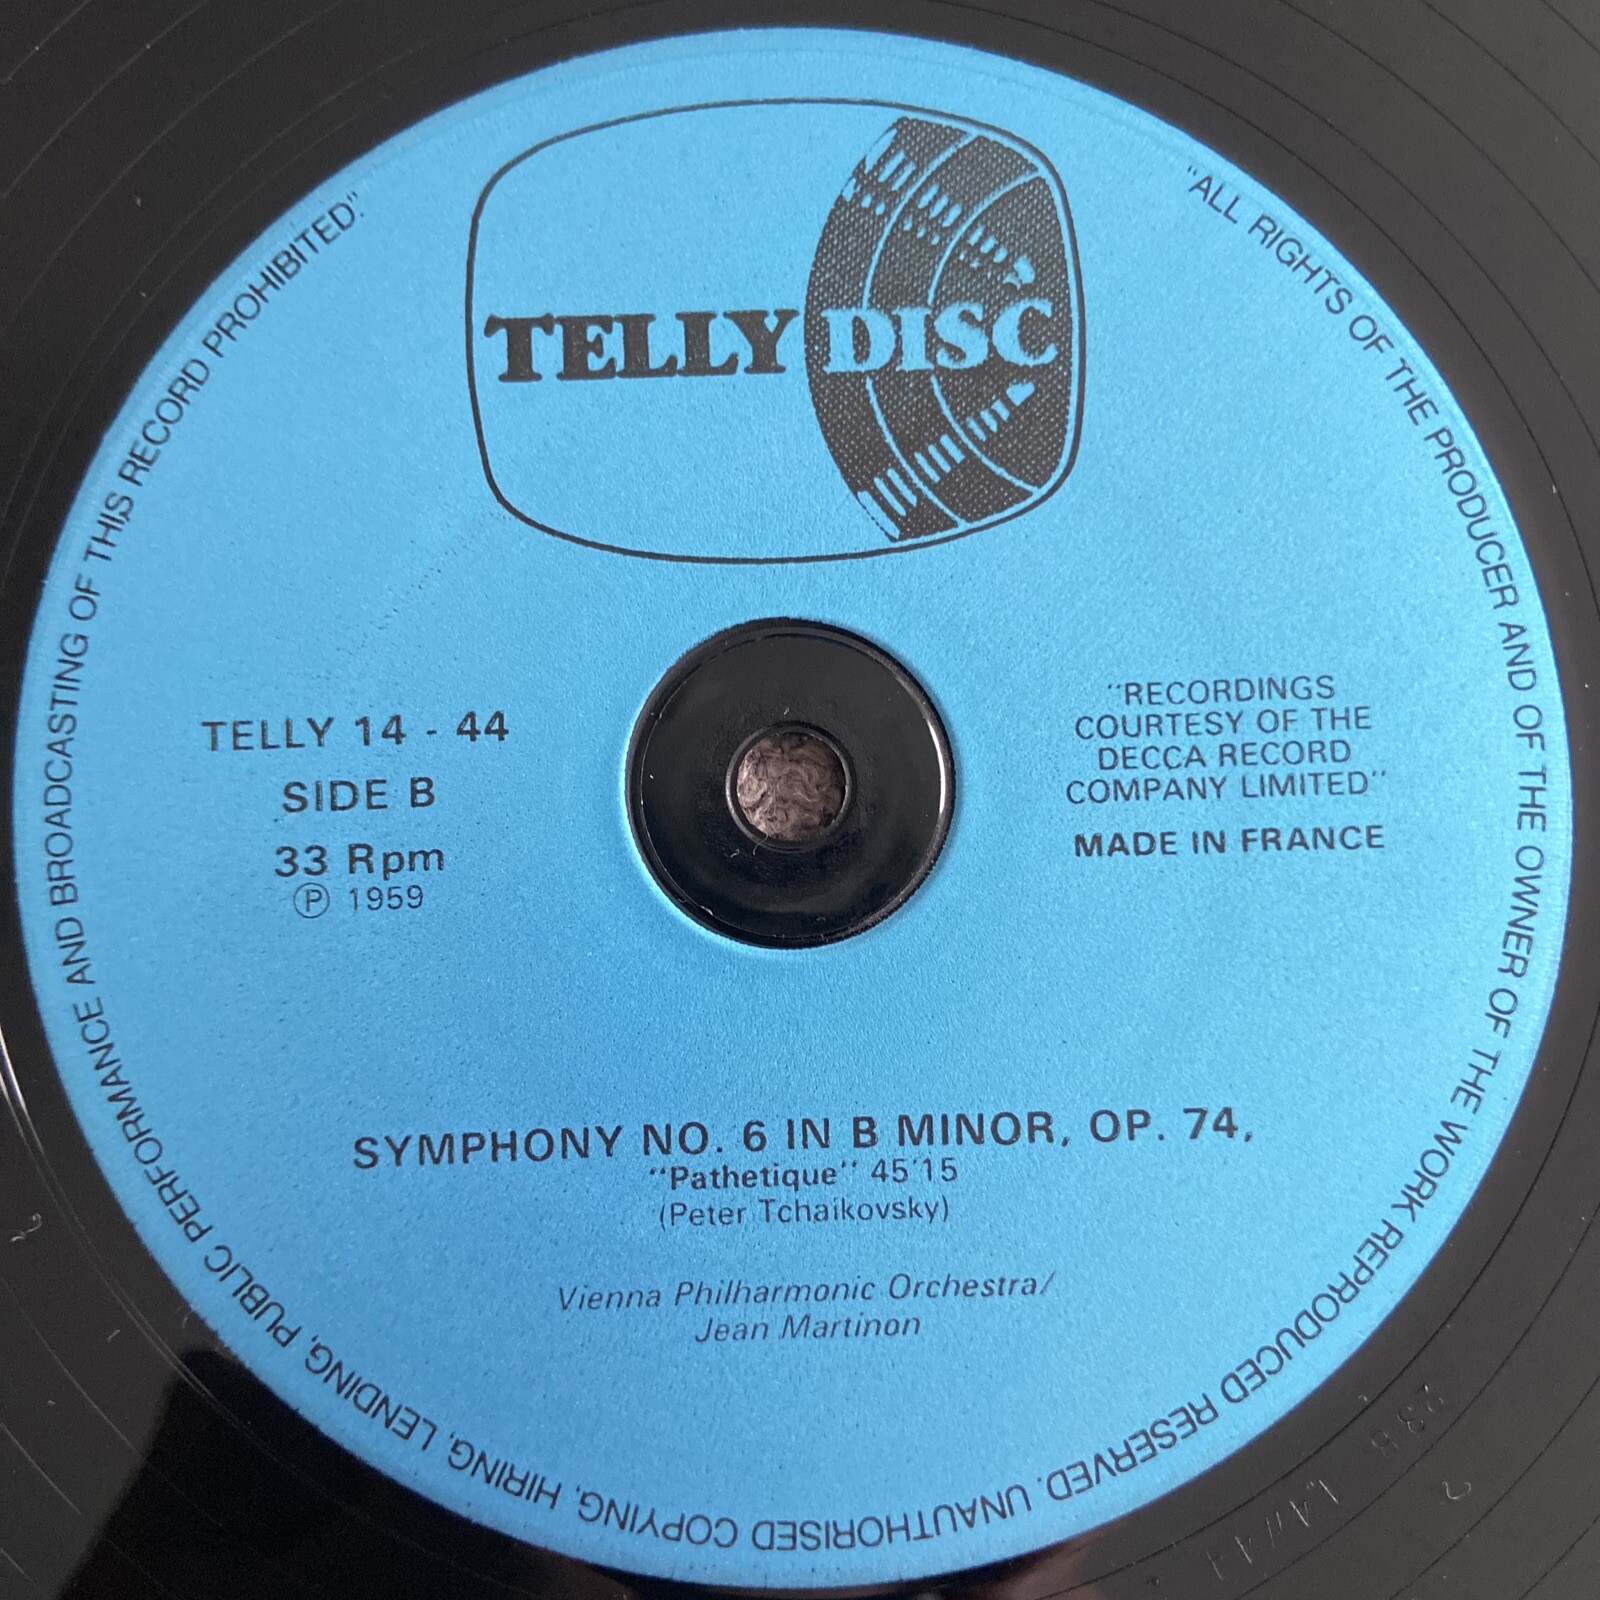 TELLY DISC
"ALL RIGHTS OF THE PRODUCER AND OF THE OWNER OF THE WORK REPRODUCED RESERVED. UNAUTHORISED COPYING, HIRING, LENDING, PUBLIC PERFORMANCE AND BROADCASTING OF THIS RECORD PROHIBITED".
TELLY 14 - 44
SIDE B
33 Rpm
℗ 1959
"RECORDINGS
COURTESY OF THE
DECCA RECORD
COMPANY LIMITED"
MADE IN FRANCE
SYMPHONY NO. 6 IN B MINOR, OP. 74,
"Pathetique" 45'15
(Peter Tchaikovsky)
Vienna Philharmonic Orchestra/
Jean Martinon